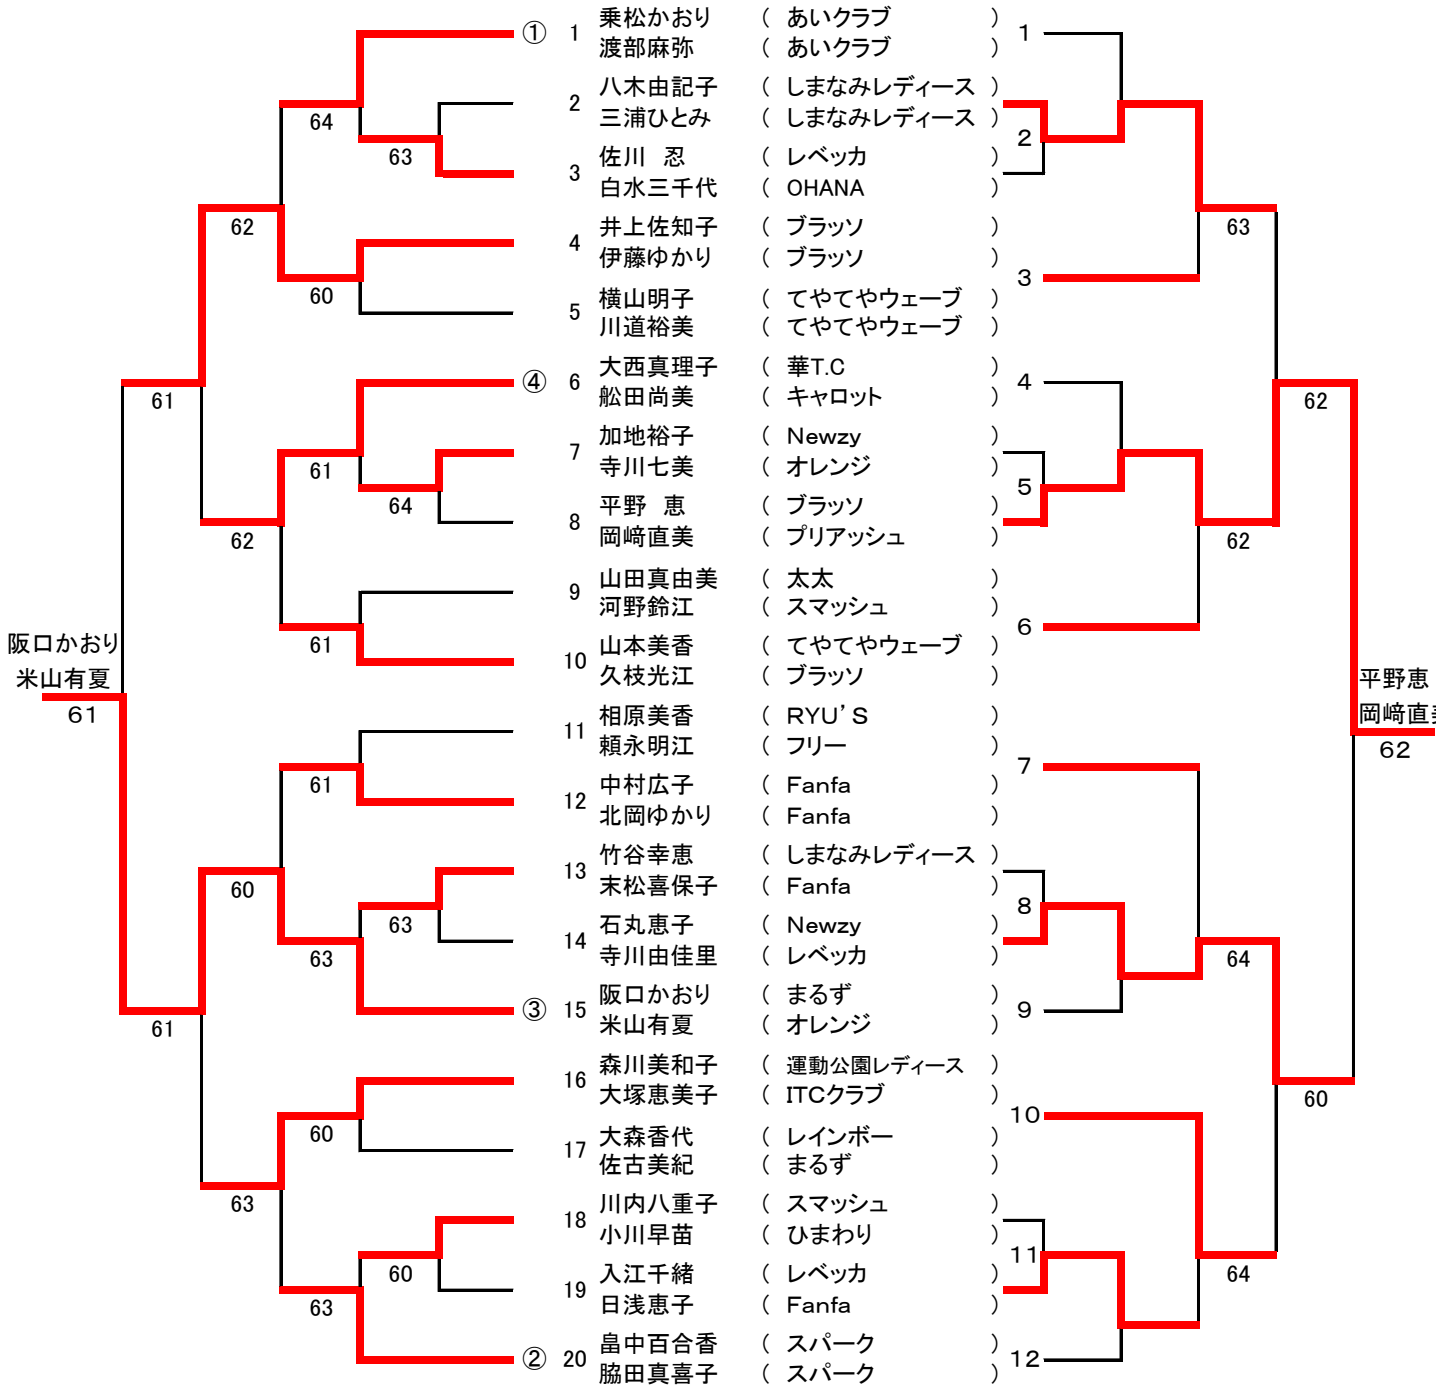 ① 1 乗松かおり ( あいクラブ ) 1
渡部麻弥 ( あいクラブ )
2 八木由記子 ( しまなみレディース )
64 三浦ひとみ ( しまなみレディース ) 2
63 佐川 忍 ( レベッカ )
3 白水三千代 ( OHANA )
62 4 井上佐知子 ( ブラッソ ) 63
伊藤ゆかり ( ブラッソ ) 3
60 5 横山明子 ( てやてやウェーブ )
川道裕美 ( てやてやウェーブ )
④ 6 大西真理子 ( 華T.C ) 4
61 舩田尚美 ( キャロット ) 62
7 加地裕子 ( Newzy )
61 寺川七美 ( オレンジ ) 5
64 平野 恵 ( ブラッソ )
8 岡﨑直美 ( プリアッシュ )
62 62
9 山田真由美 ( 太太 )
河野鈴江 ( スマッシュ ) 6
61 山本美香 ( てやてやウェーブ )
10 久枝光江 ( ブラッソ )
阪口かおり
米山有夏
61
平野恵
岡﨑直美
62
11 相原美香 ( RYU'S )
頼永明江 ( フリー ) 7
61 12 中村広子 ( Fanfa )
北岡ゆかり ( Fanfa )
13 竹谷幸恵 ( しまなみレディース )
60 末松喜保子 ( Fanfa ) 8
63 14 石丸恵子 ( Newzy )
63 寺川由佳里 ( レベッカ ) 64
③ 15 阪口かおり ( まるず ) 9
61 米山有夏 ( オレンジ )
16 森川美和子 ( 運動公園レディース )
大塚恵美子 ( ITCクラブ ) 10 60
60 17 大森香代 ( レインボー )
佐古美紀 ( まるず )
63 18 川内八重子 ( スマッシュ )
小川早苗 ( ひまわり ) 11
60 19 入江千緒 ( レベッカ ) 64
63 日浅恵子 ( Fanfa )
② 20 畠中百合香 ( スパーク ) 12
脇田真喜子 ( スパーク )